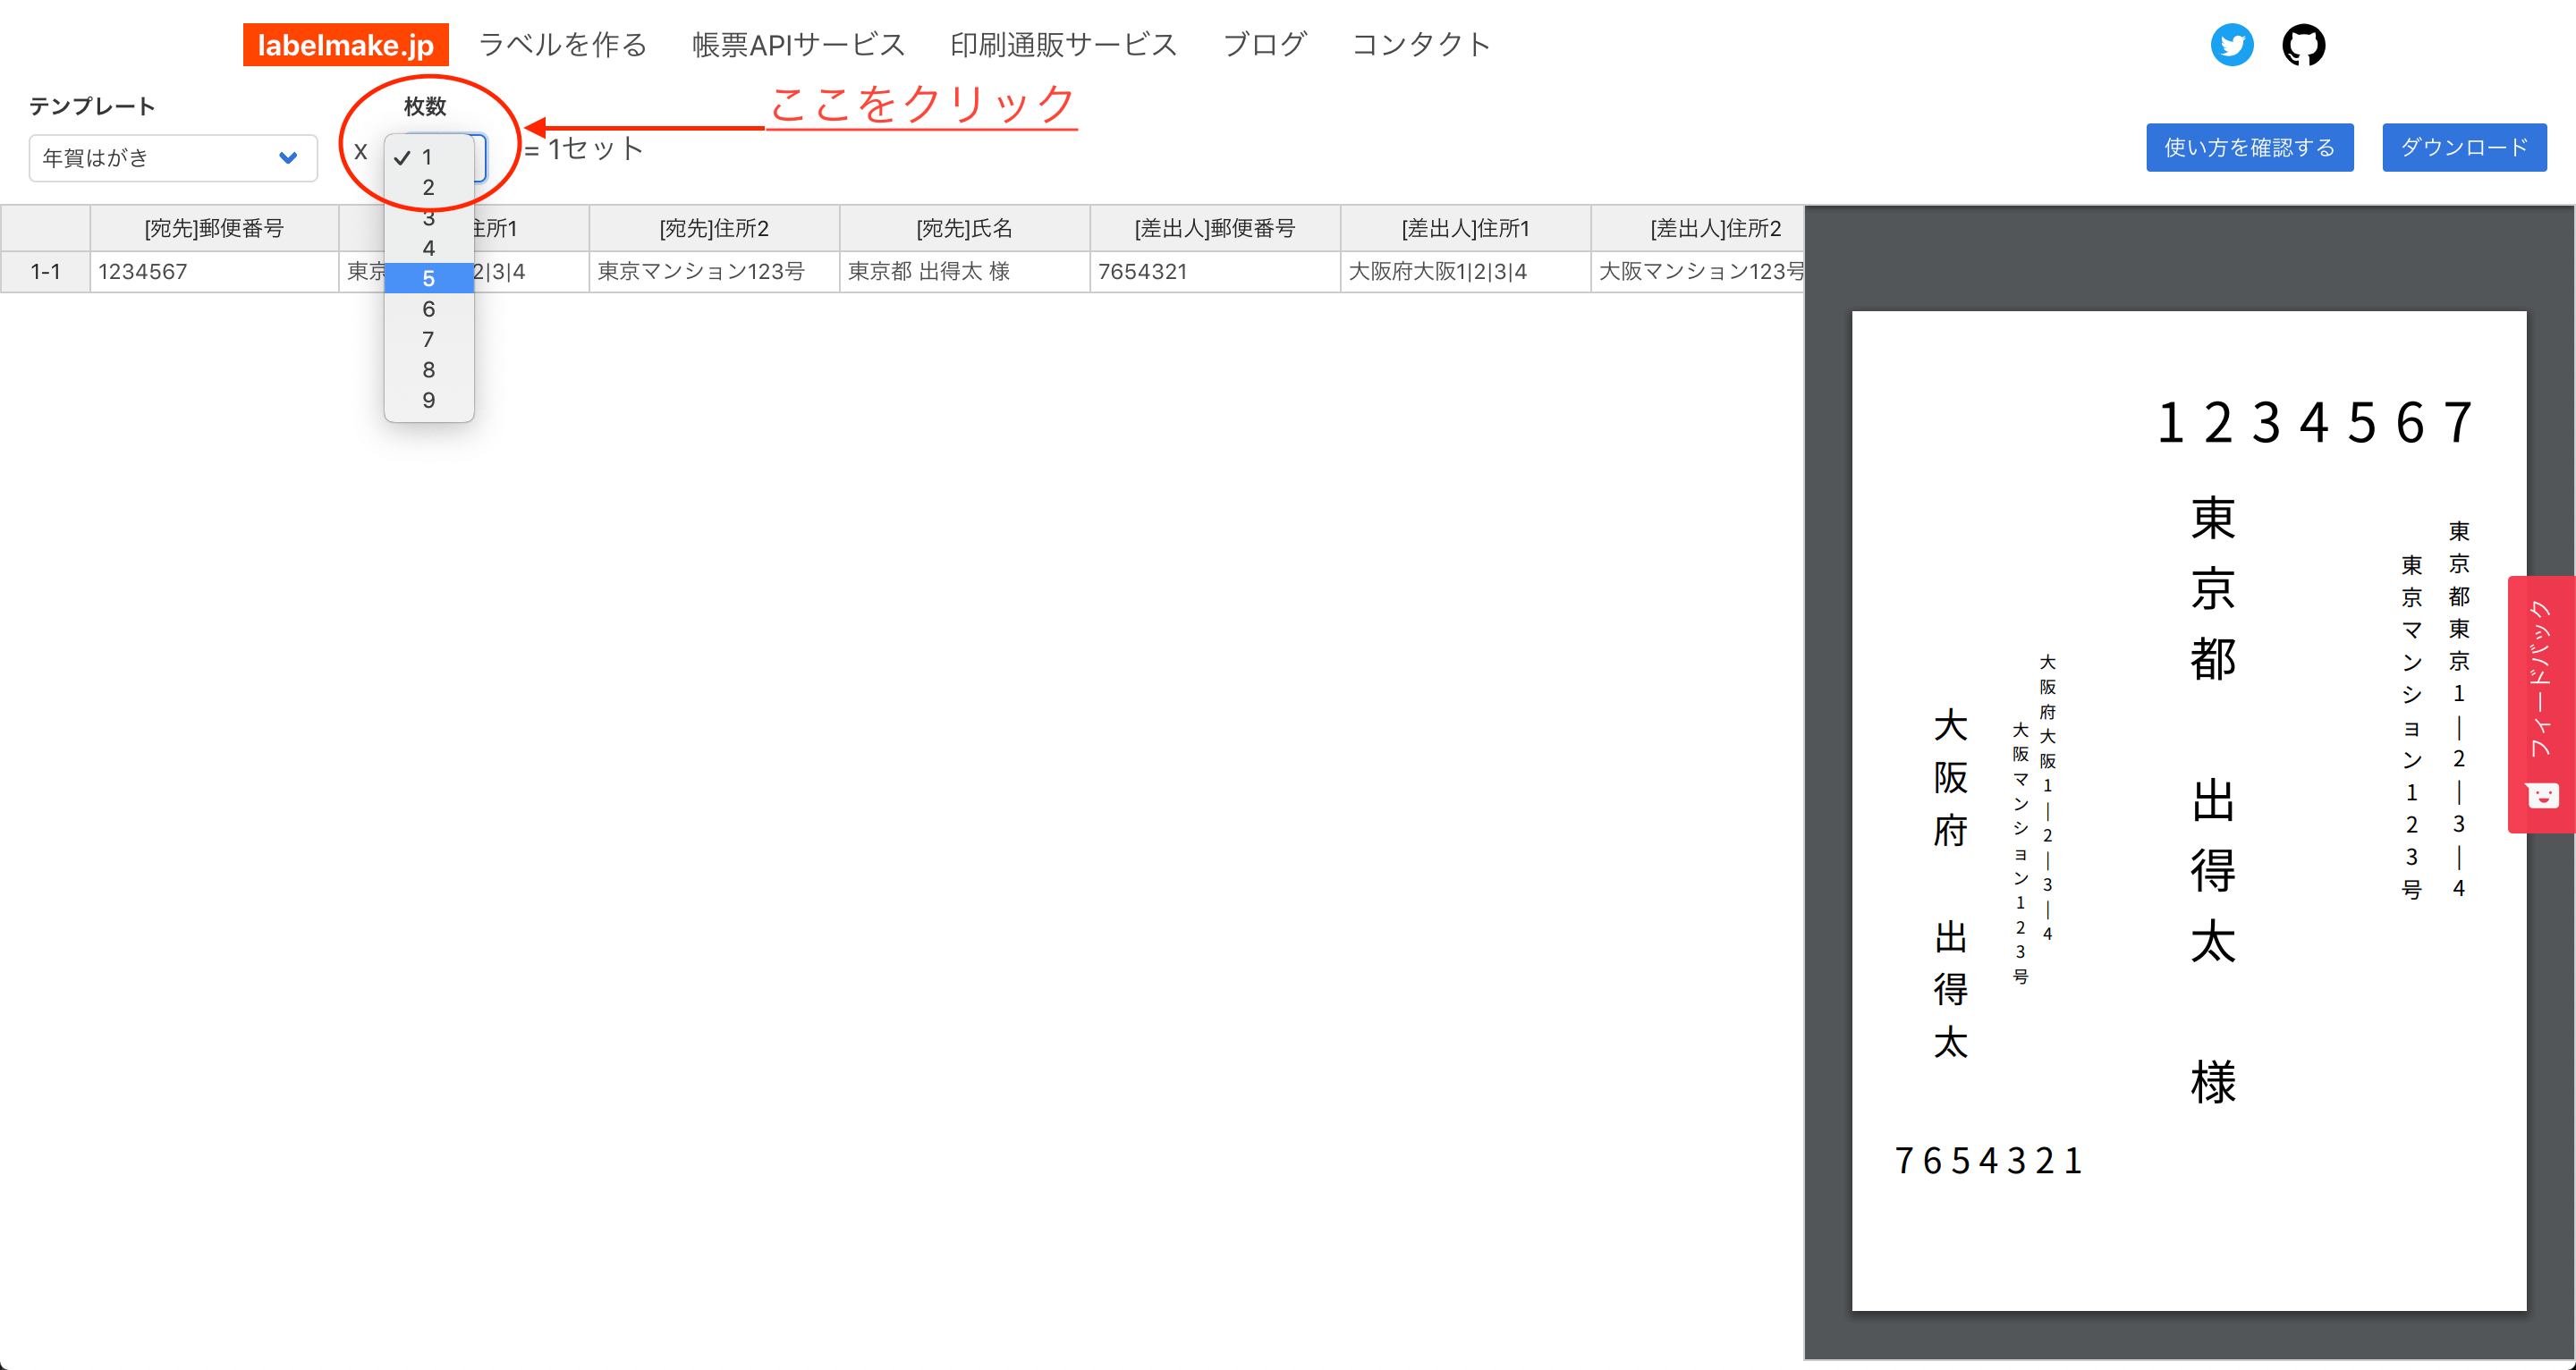 labelmake.jp ラベルを作る 帳票APIサービス 印刷通販サービス ブログ コンタクト
テンプレート 枚数 ここをクリック
年賀はがき x = 1セット 使い方を確認する ダウンロード
✓ 1
2
3
4
5
6
7
8
9
[宛先]郵便番号 住所1 [宛先]住所2 [宛先]氏名 [差出人]郵便番号 [差出人]住所1 [差出人]住所2
1-1 1234567 東京 2|3|4 東京マンション123号 東京都 出得太 様 7654321 大阪府大阪1|2|3|4 大阪マンション123号
1234567
東京都東京1|2|3|4
東京マンション123号
東京都 出得太 様
大阪府大阪1|2|3|4
大阪マンション123号
大阪府 出得太
7654321
フィードバック